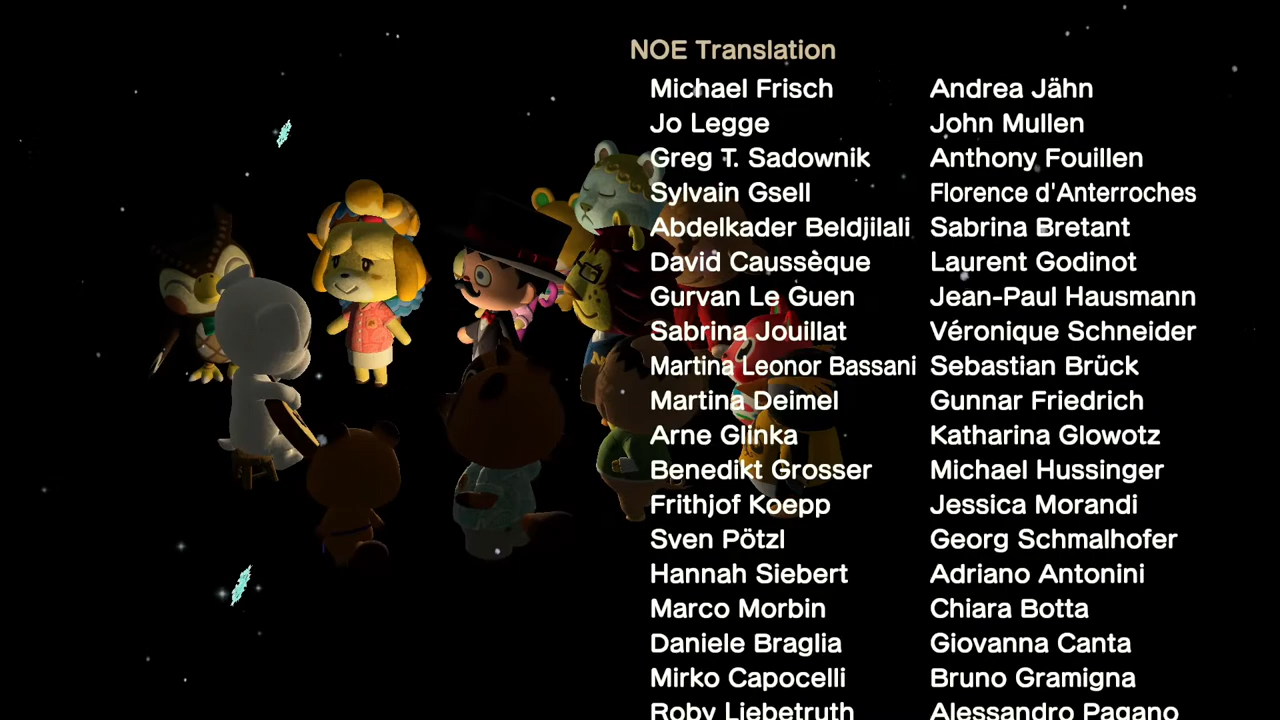 NOE Translation
Michael Frisch Andrea Jähn
Jo Legge John Mullen
Greg T. Sadownik Anthony Fouillen
Sylvain Gsell Florence d'Anterroches
Abdelkader Beldjilali Sabrina Bretant
David Caussèque Laurent Godinot
Gurvan Le Guen Jean-Paul Hausmann
Sabrina Jouillat Véronique Schneider
Martina Leonor Bassani Sebastian Brück
Martina Deimel Gunnar Friedrich
Arne Glinka Katharina Glowotz
Benedikt Grosser Michael Hussinger
Frithjof Koepp Jessica Morandi
Sven Pötzl Georg Schmalhofer
Hannah Siebert Adriano Antonini
Marco Morbin Chiara Botta
Daniele Braglia Giovanna Canta
Mirko Capocelli Bruno Gramigna
Roby Liebetruth Alessandro Pagano